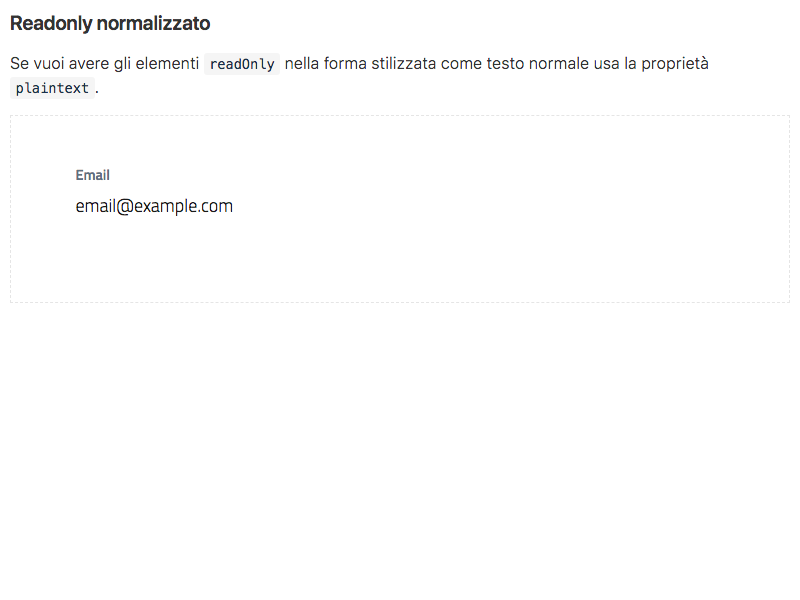 Readonly normalizzato
Se vuoi avere gli elementi readOnly nella forma stilizzata come testo normale usa la proprietà
plaintext.
Email
email@example.com